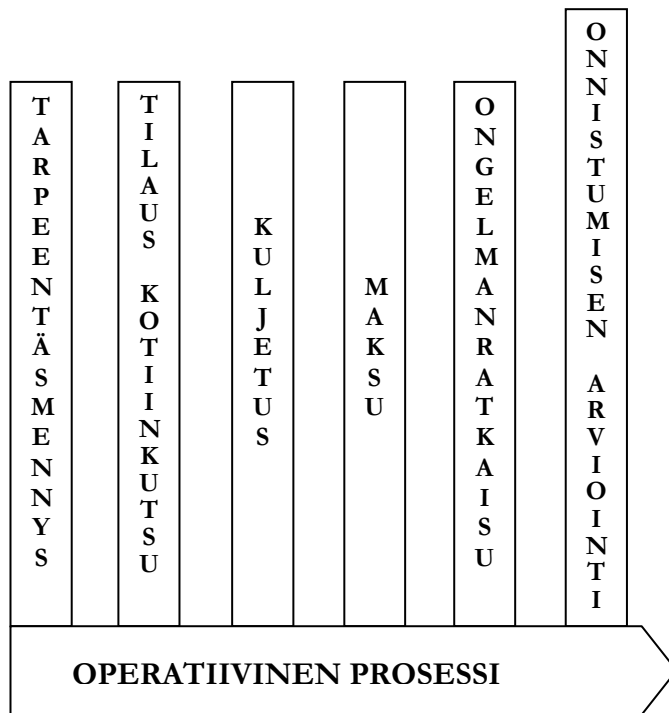 TARPEENTÄSMENNYS
TILAUS KOTIINKUTSU
KULJETUS
MAKSU
ONGELMANRATKAISU
ONNISTUMISEN ARVIOINTI
OPERATIIVINEN PROSESSI